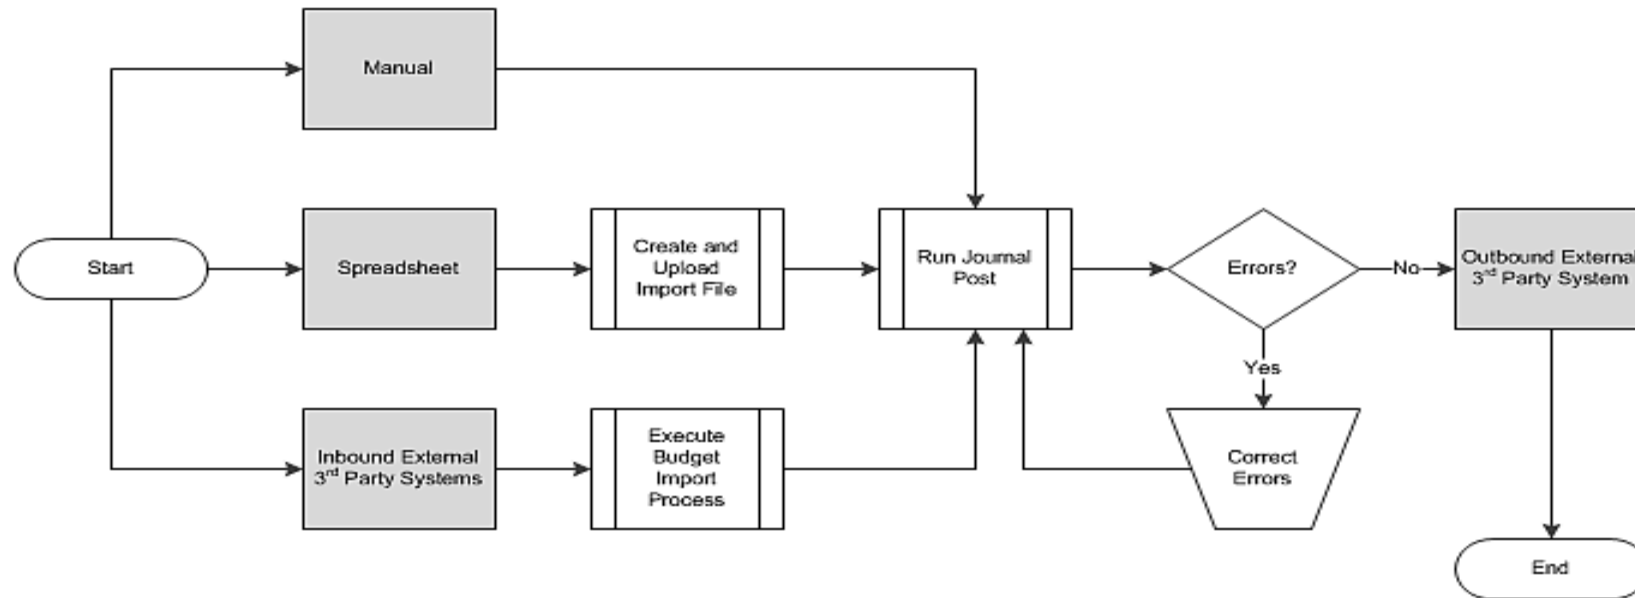 Manual
Start
Spreadsheet
Create and
Upload
Import File
Run Journal
Post
Errors?
No
Outbound External
3rd Party System
Yes
Inbound External
3rd Party Systems
Execute
Budget
Import
Process
Correct
Errors
End